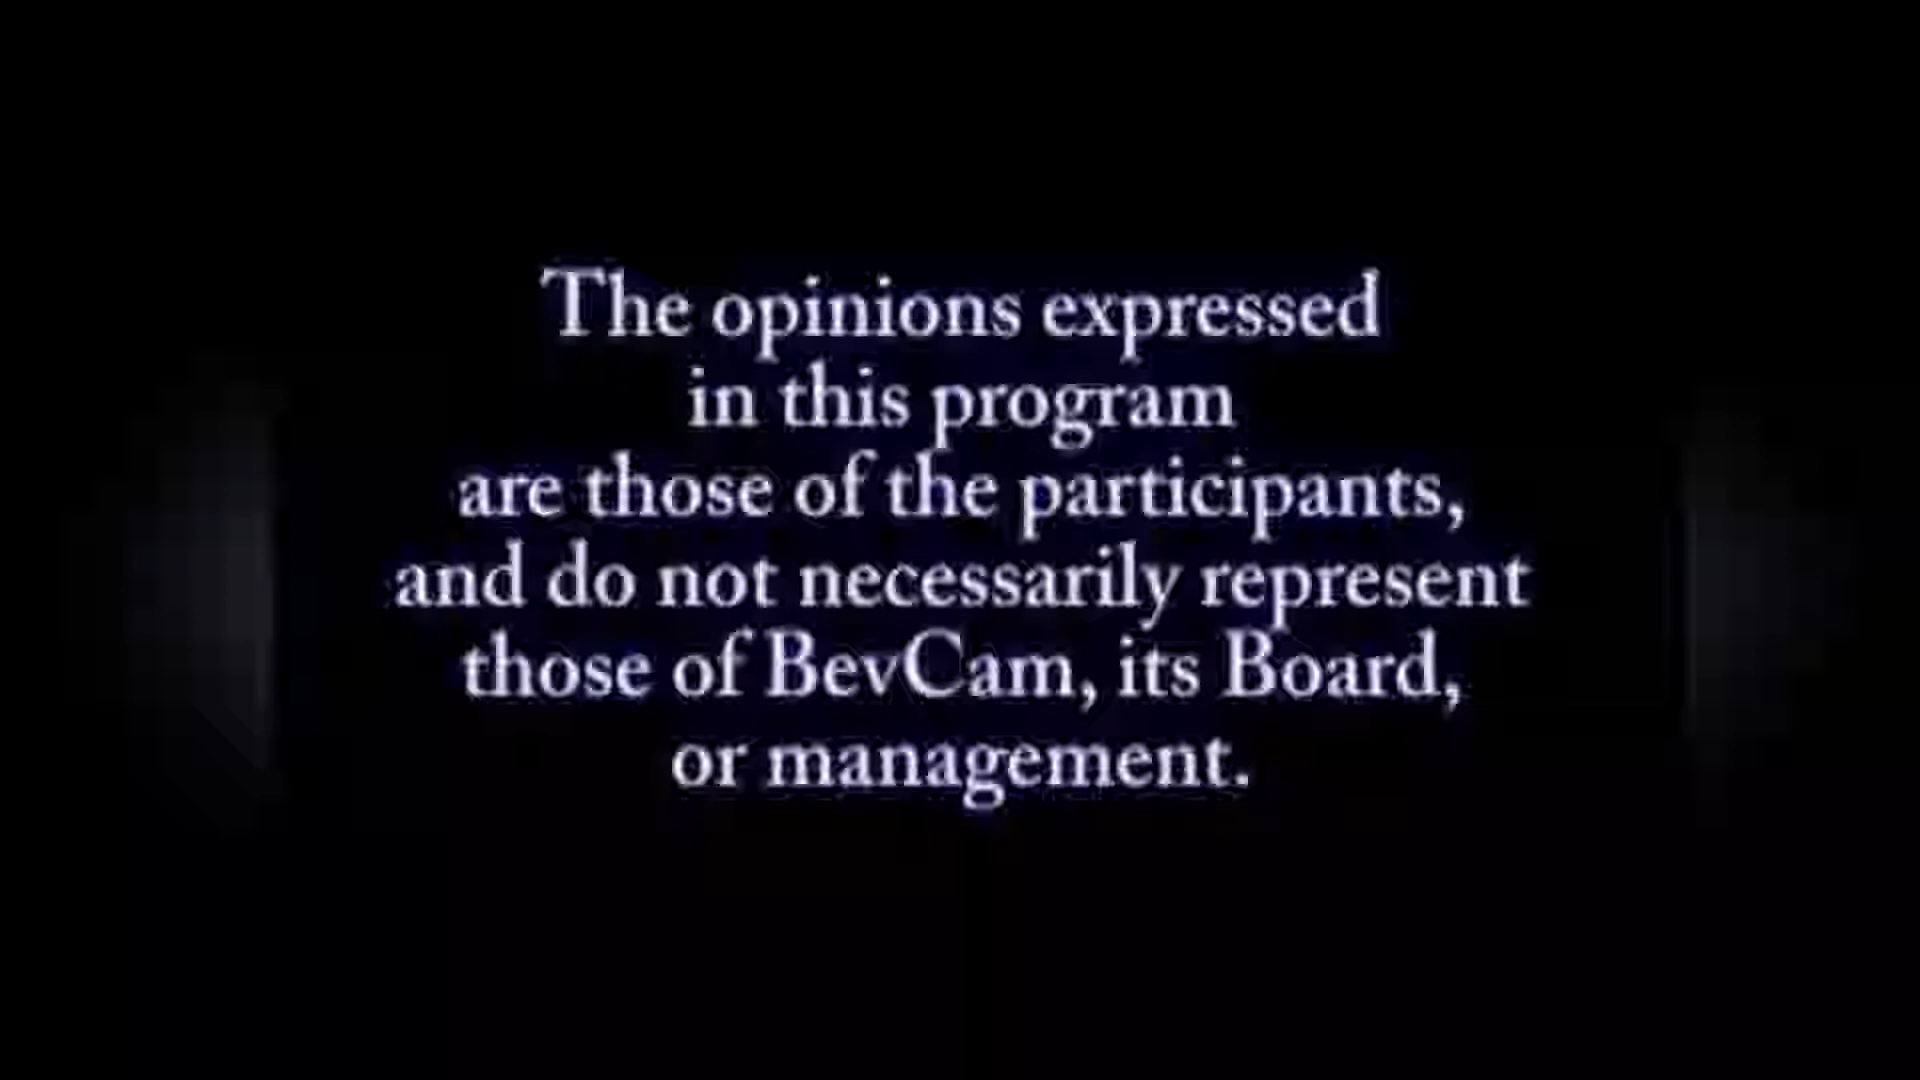 The opinions expressed
in this program
are those of the participants,
and do not necessarily represent
those of BevCam, its Board,
or management.